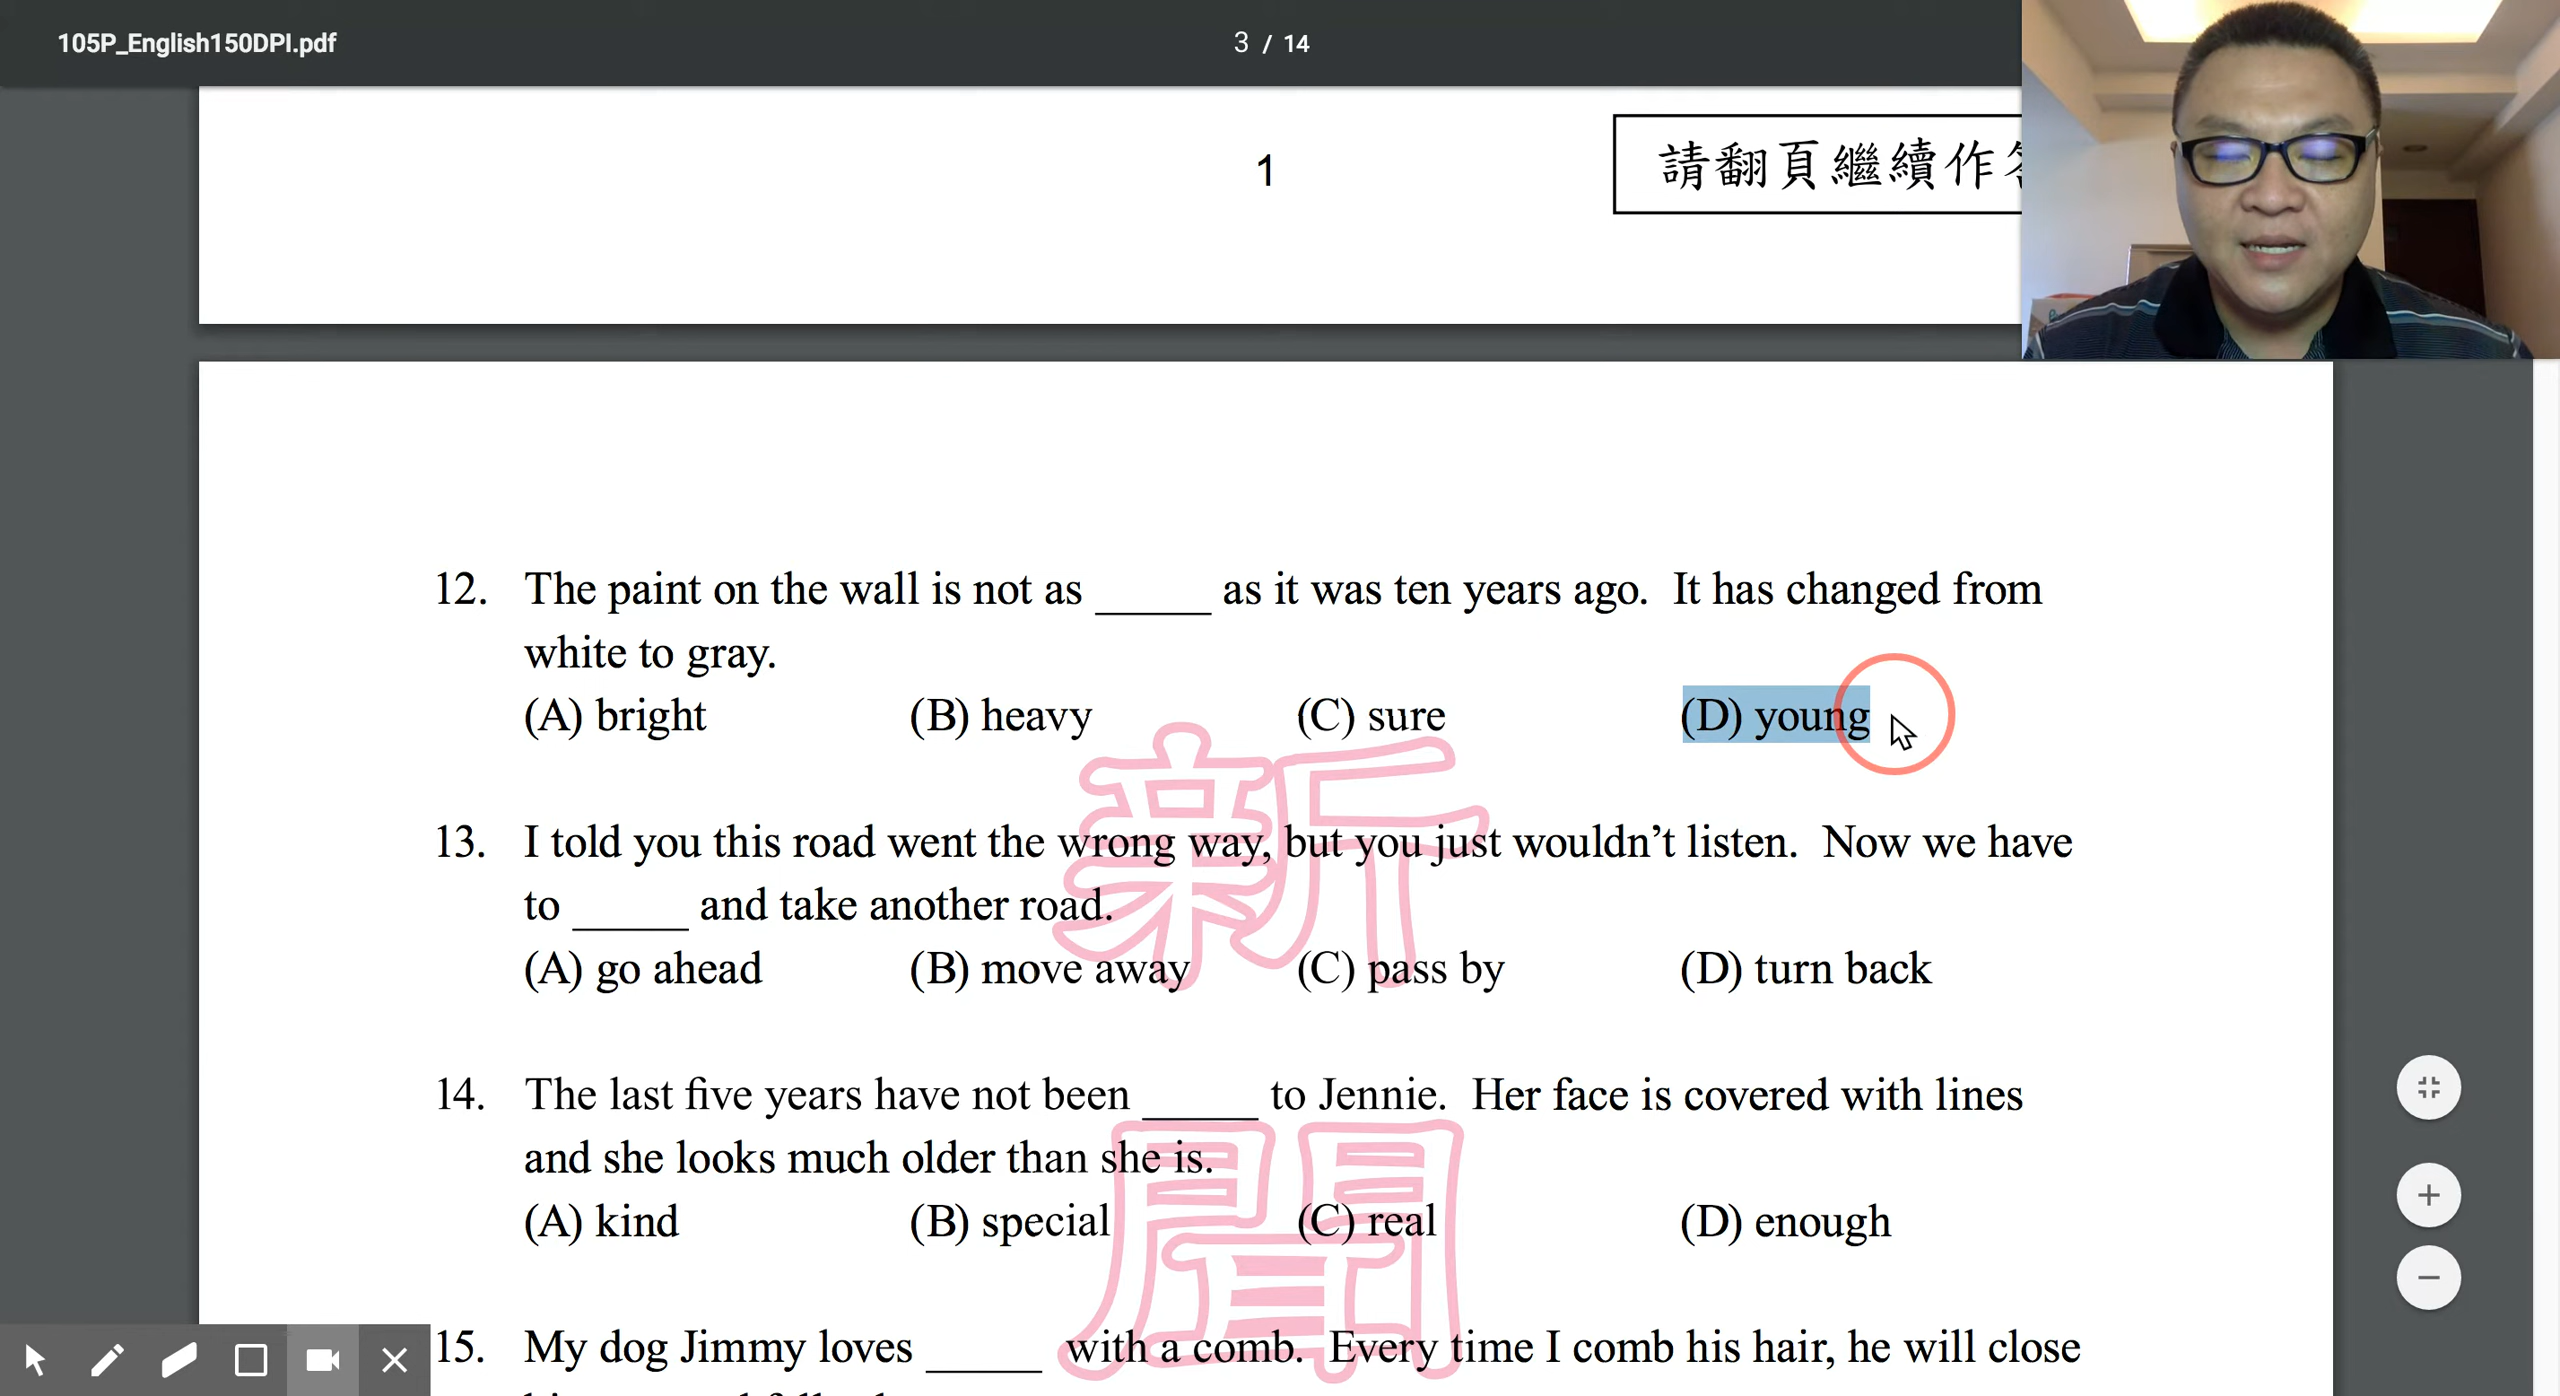 105P_English150DPI.pdf
3 / 14
1
請翻頁繼續作
12. The paint on the wall is not as _____ as it was ten years ago. It has changed from
white to gray.
(A) bright (B) heavy (C) sure (D) young
13. I told you this road went the wrong way, but you just wouldn’t listen. Now we have
to _____ and take another road.
(A) go ahead (B) move away (C) pass by (D) turn back
14. The last five years have not been _____ to Jennie. Her face is covered with lines
and she looks much older than she is.
(A) kind (B) special (C) real (D) enough
15. My dog Jimmy loves _____ with a comb. Every time I comb his hair, he will close
新
聞